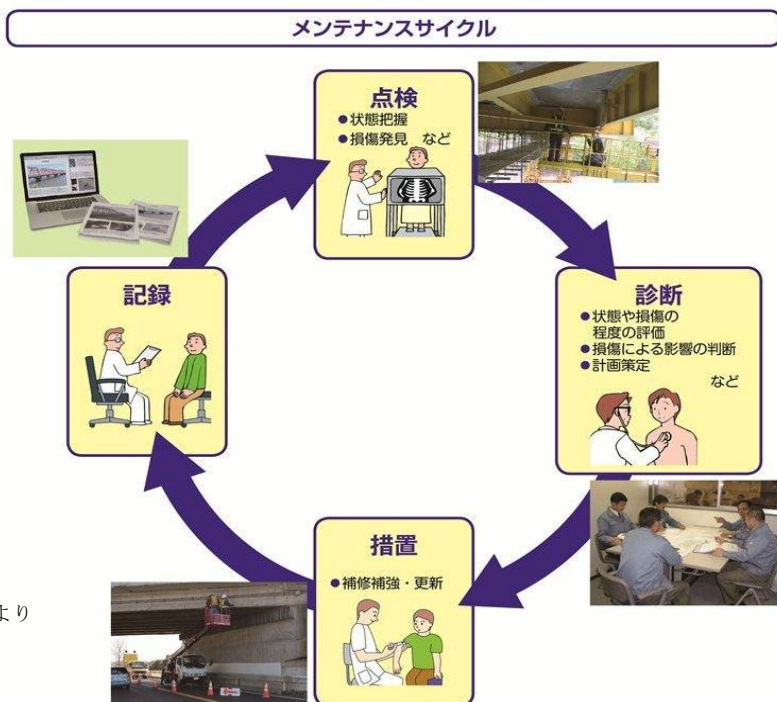 メンテナンスサイクル
点検
●状態把握
●損傷発見　など
診断
●状態や損傷の
程度の評価
●損傷による影響の判断
●計画策定
など
措置
●補修補強・更新
記録
より